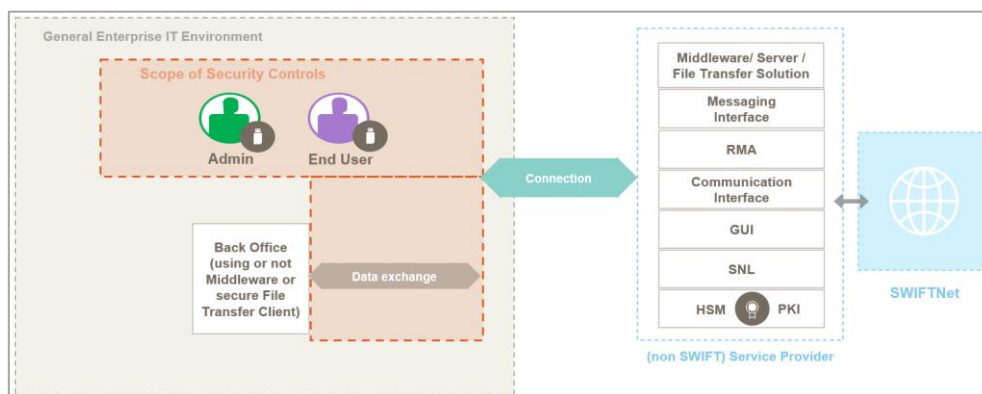 General Enterprise IT Environment
Scope of Security Controls
Admin
End User
Back Office
(using or not
Middleware or
secure File
Transfer Client)
Data exchange
Connection
Middleware/ Server /
File Transfer Solution
Messaging
Interface
RMA
Communication
Interface
GUI
SNL
HSM
PKI
(non SWIFT) Service Provider
SWIFTNet